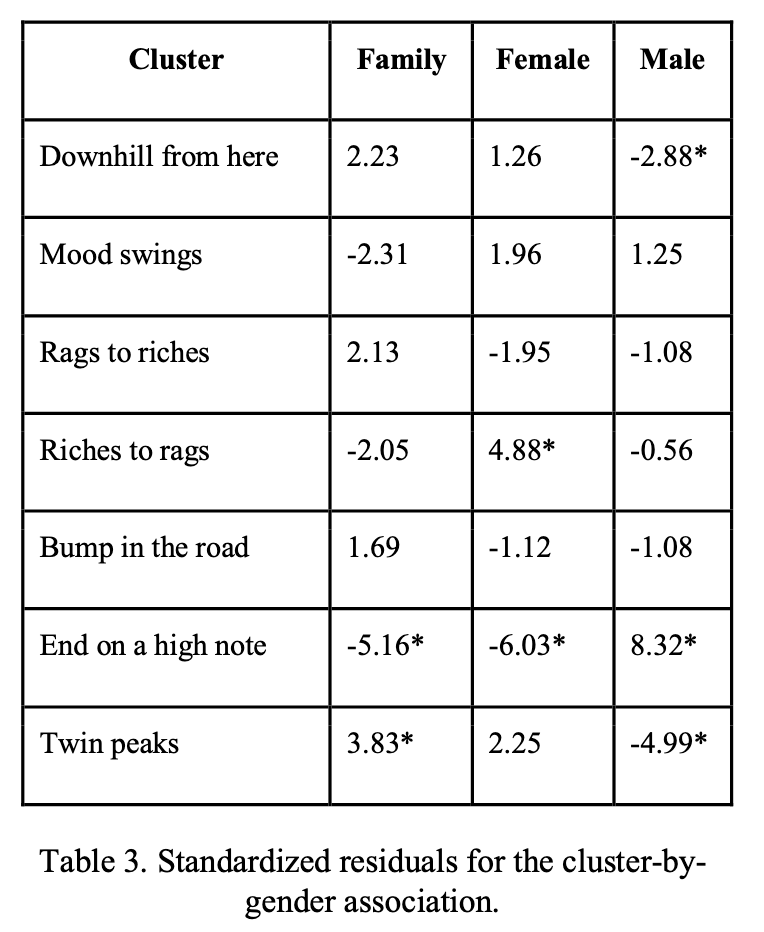 Cluster Family Female Male
Downhill from here 2.23 1.26 -2.88*
Mood swings -2.31 1.96 1.25
Rags to riches 2.13 -1.95 -1.08
Riches to rags -2.05 4.88* -0.56
Bump in the road 1.69 -1.12 -1.08
End on a high note -5.16* -6.03* 8.32*
Twin peaks 3.83* 2.25 -4.99*
Table 3. Standardized residuals for the cluster-by-
gender association.